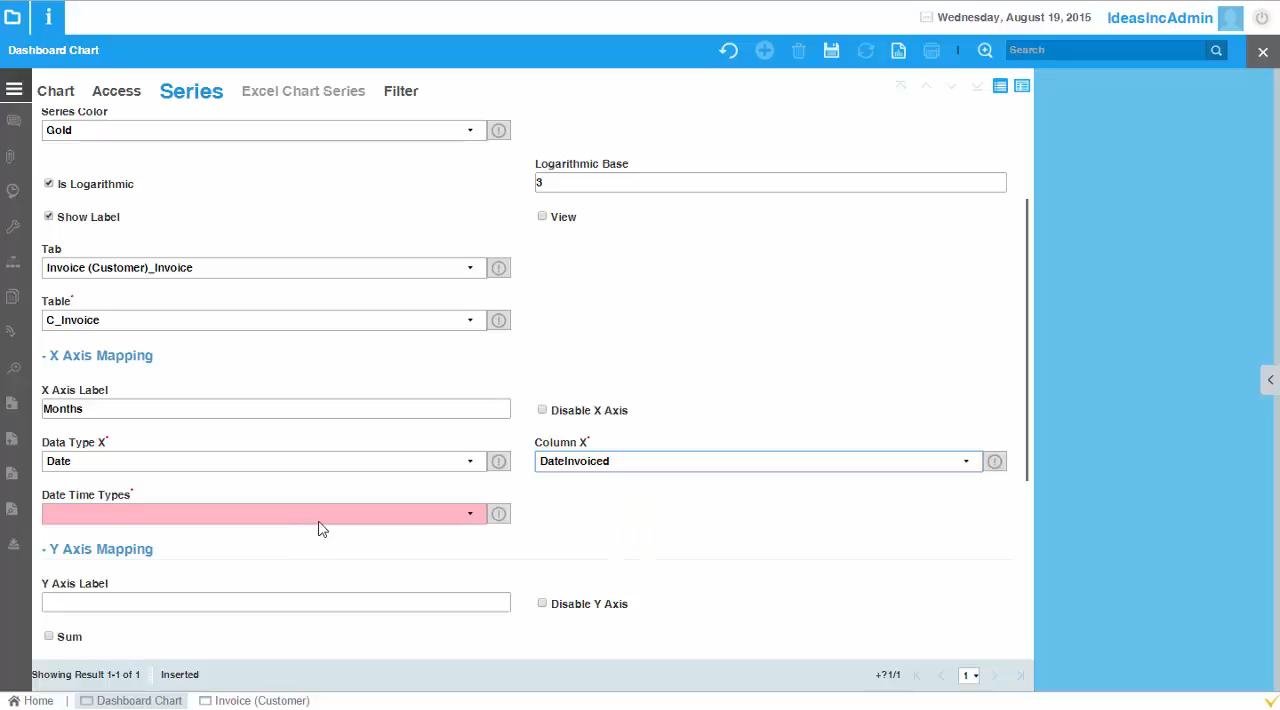 Wednesday, August 19, 2015 IdeasIncAdmin
Dashboard Chart
Search
Chart Access Series Excel Chart Series Filter
Series Color
Gold
Logarithmic Base
Is Logarithmic
3
Show Label
View
Tab
Invoice (Customer)_Invoice
Table*
C_Invoice
- X Axis Mapping
X Axis Label
Months
Disable X Axis
Data Type X*
Column X*
Date
DateInvoiced
Date Time Types*
- Y Axis Mapping
Y Axis Label
Disable Y Axis
Sum
Showing Result 1-1 of 1 Inserted +?1/1 1
Home | Dashboard Chart Invoice (Customer)